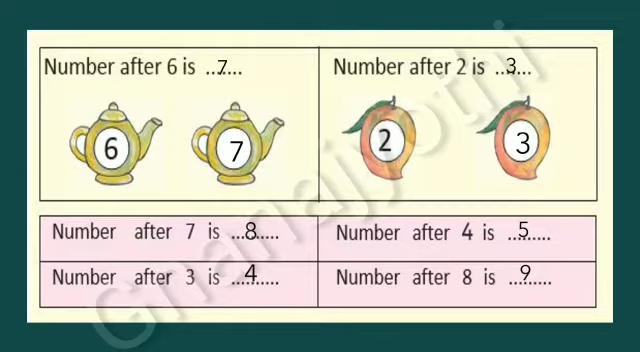 Number after 6 is ..7...
Number after 2 is ...3...
6
7
2
3
Number after 7 is ...8.....
Number after 4 is ...5.....
Number after 3 is ...4.....
Number after 8 is ...9.....
Gnanajyothi